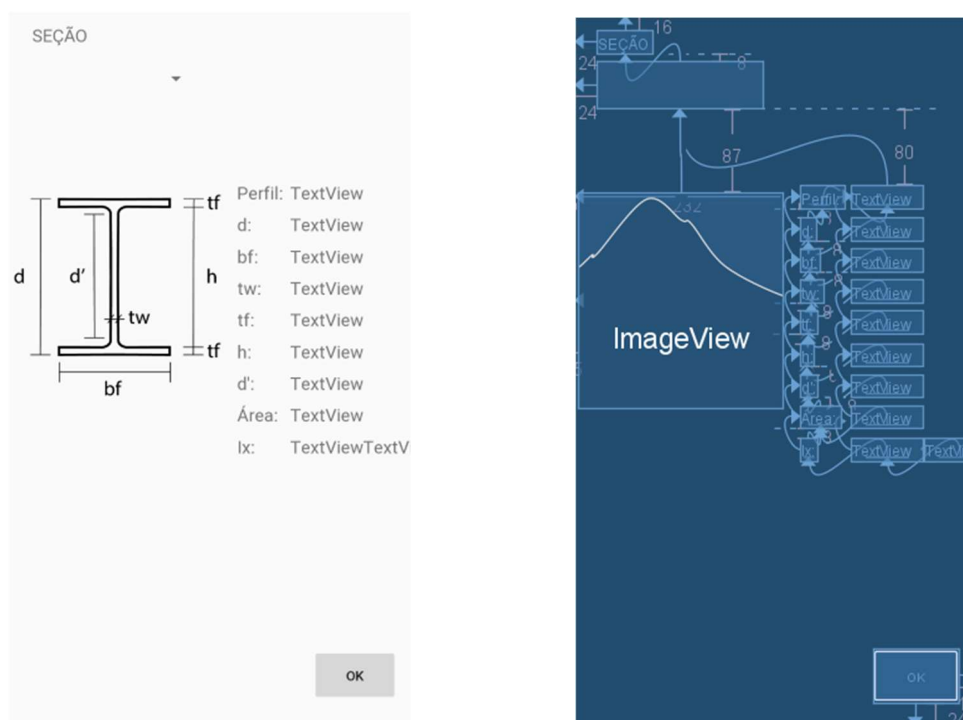 SEÇÃO
tf
d
d'
h
tw
tf
bf
Perfil: TextView
d: TextView
bf: TextView
tw: TextView
tf: TextView
h: TextView
d': TextView
Área: TextView
Ix: TextViewTextV
OK
16
SEÇÃO
24
8
24
87
80
232
Perfil: TextView
d: TextView
bf: TextView
tw: TextView
tf: TextView
h: TextView
d': TextView
Área: TextView
Ix: TextView TextVi
ImageView
OK
24